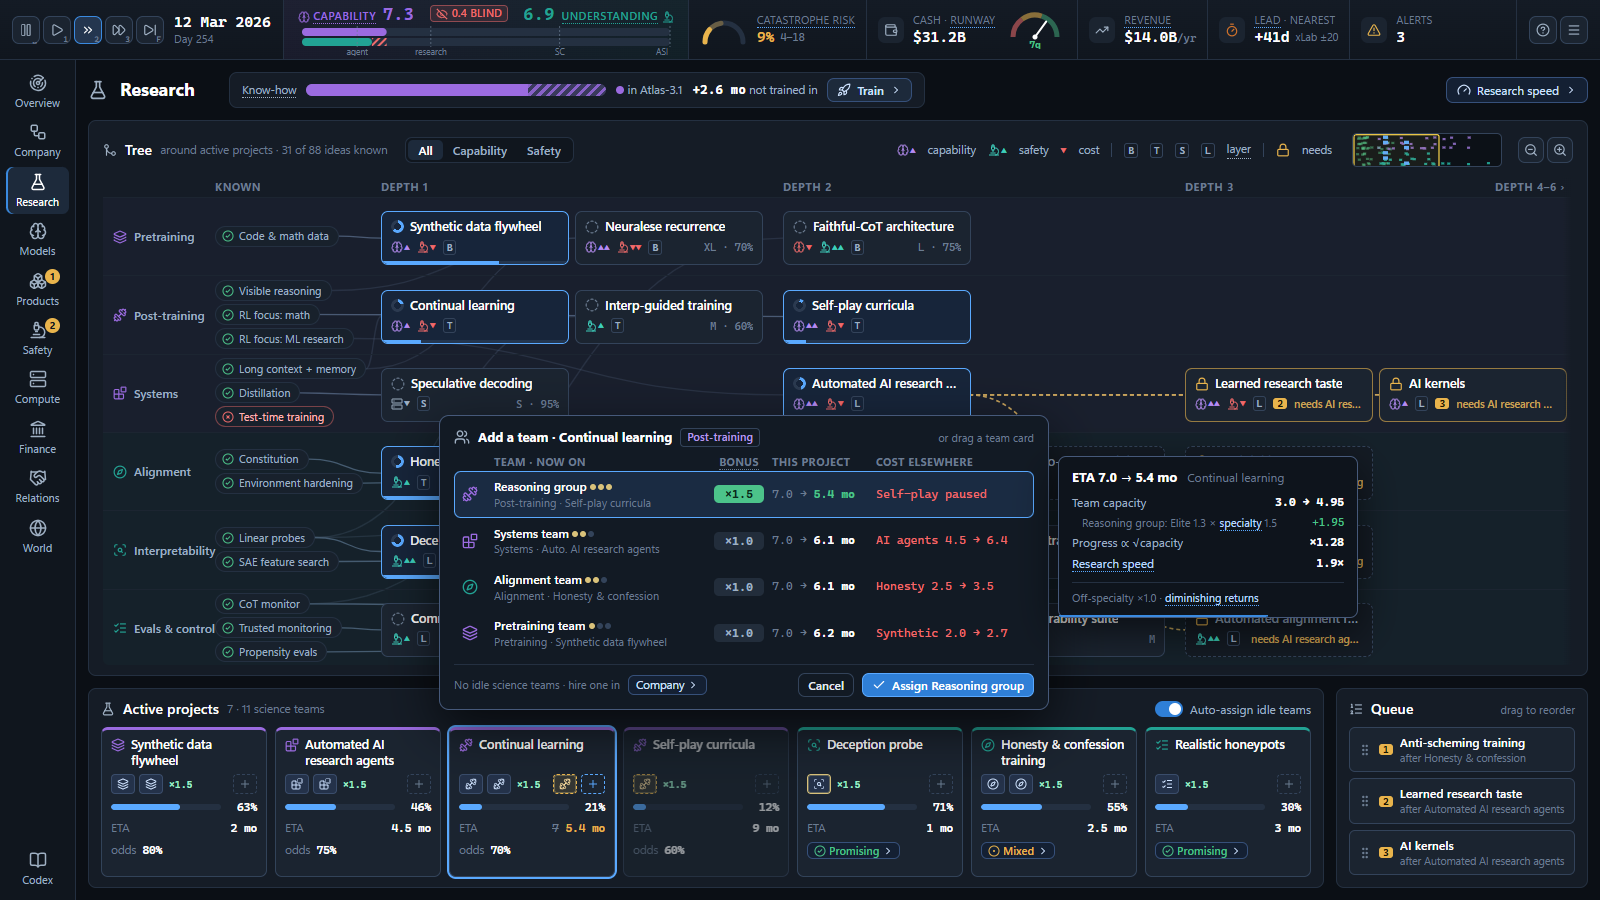 12 Mar 2026
Day 254
CAPABILITY 7.3
0.4 BLIND
6.9 UNDERSTANDING
agent research SC ASI
CATASTROPHE RISK
9% 4–18
CASH · RUNWAY
$31.2B
7q
REVENUE
$14.0B/yr
LEAD · NEAREST
+41d xLab ±20
ALERTS
3
Overview
Company
Research
Models
Products 1
Safety 2
Compute
Finance
Relations
World
Codex
Research
Know-how
in Atlas-3.1 +2.6 mo not trained in
Train
Research speed
Tree around active projects · 31 of 88 ideas known
All Capability Safety
capability safety cost B T S L layer needs
KNOWN DEPTH 1 DEPTH 2 DEPTH 3 DEPTH 4–6 ›
Pretraining
Code & math data
Synthetic data flywheel
B
Neuralese recurrence
B XL · 70%
Faithful-CoT architecture
B L · 75%
Post-training
Visible reasoning
RL focus: math
RL focus: ML research
Continual learning
T
Interp-guided training
T M · 60%
Self-play curricula
T
Systems
Long context + memory
Distillation
Test-time training
Speculative decoding
S S · 95%
Automated AI research ...
L
Learned research taste
L 2 needs AI res...
AI kernels
L 3 needs AI research ...
Alignment
Constitution
Environment hardening
Hone
T
Interpretability
Linear probes
SAE feature search
Dece
L
Evals & control
CoT monitor
Trusted monitoring
Propensity evals
Com
L
rability suite
M
Automated alignment r...
L needs AI research ag...
Add a team · Continual learning Post-training or drag a team card
TEAM · NOW ON BONUS THIS PROJECT COST ELSEWHERE
Reasoning group
Post-training · Self-play curricula
×1.5 7.0 → 5.4 mo Self-play paused
Systems team
Systems · Auto. AI research agents
×1.0 7.0 → 6.1 mo AI agents 4.5 → 6.4
Alignment team
Alignment · Honesty & confession
×1.0 7.0 → 6.1 mo Honesty 2.5 → 3.5
Pretraining team
Pretraining · Synthetic data flywheel
×1.0 7.0 → 6.2 mo Synthetic 2.0 → 2.7
No idle science teams · hire one in Company ›
Cancel
Assign Reasoning group
ETA 7.0 → 5.4 mo Continual learning
Team capacity 3.0 → 4.95
Reasoning group: Elite 1.3 × specialty 1.5 +1.95
Progress ∝ √capacity ×1.28
Research speed 1.9×
Off-specialty ×1.0 · diminishing returns
Active projects 7 · 11 science teams
Auto-assign idle teams
Synthetic data flywheel
×1.5
63%
ETA 2 mo
odds 80%
Automated AI research agents
×1.5
46%
ETA 4.5 mo
odds 75%
Continual learning
×1.5
21%
ETA 7 5.4 mo
odds 70%
Self-play curricula
×1.5
12%
ETA 9 mo
odds 60%
Deception probe
×1.5
71%
ETA 1 mo
Promising ›
Honesty & confession training
×1.5
55%
ETA 2.5 mo
Mixed ›
Realistic honeypots
×1.5
30%
ETA 3 mo
Promising ›
Queue drag to reorder
1 Anti-scheming training
after Honesty & confession
2 Learned research taste
after Automated AI research agents
3 AI kernels
after Automated AI research agents